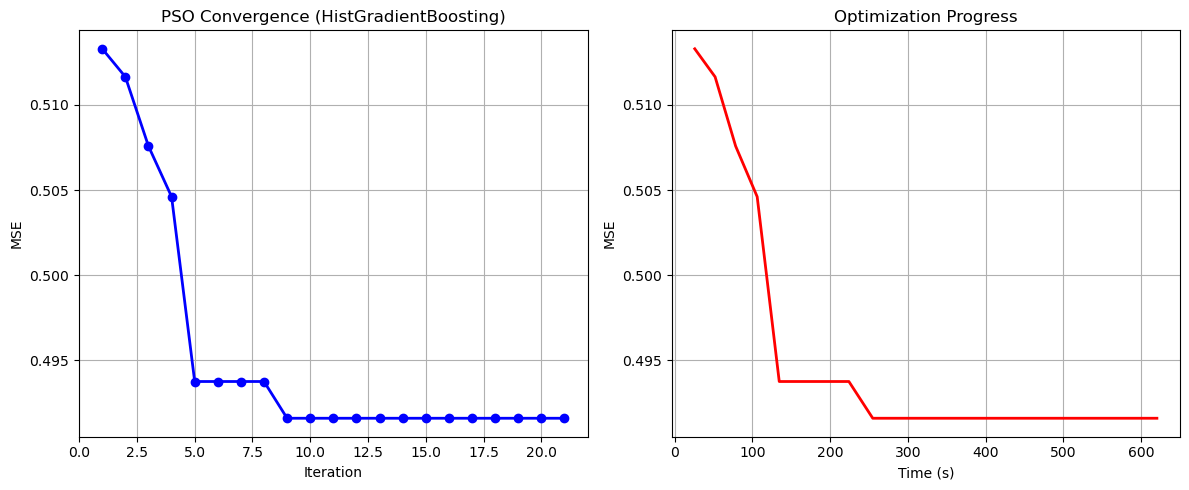 PSO Convergence (HistGradientBoosting)
MSE
0.510
0.505
0.500
0.495
0.0 2.5 5.0 7.5 10.0 12.5 15.0 17.5 20.0
Iteration
Optimization Progress
MSE
0.510
0.505
0.500
0.495
0 100 200 300 400 500 600
Time (s)